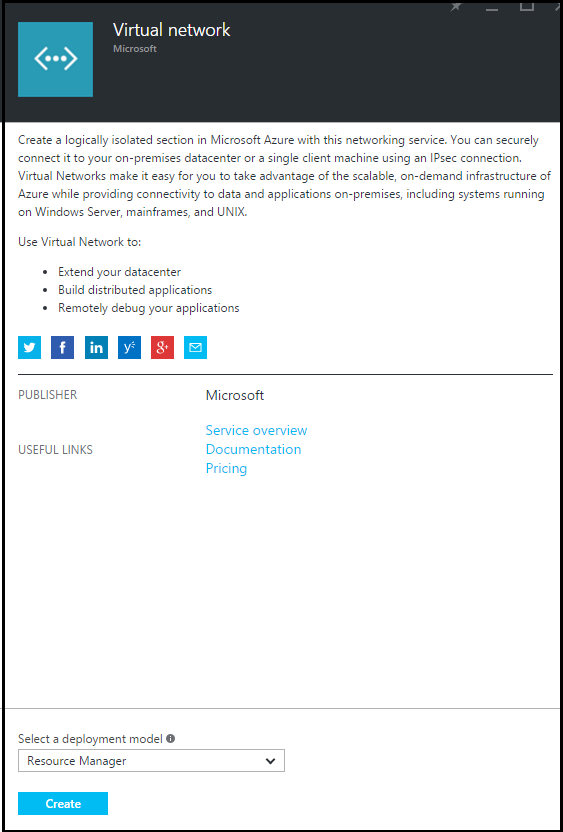 Virtual network
Microsoft
Create a logically isolated section in Microsoft Azure with this networking service. You can securely
connect it to your on-premises datacenter or a single client machine using an IPsec connection.
Virtual Networks make it easy for you to take advantage of the scalable, on-demand infrastructure of
Azure while providing connectivity to data and applications on-premises, including systems running
on Windows Server, mainframes, and UNIX.
Use Virtual Network to:
• Extend your datacenter
• Build distributed applications
• Remotely debug your applications
PUBLISHER
Microsoft
USEFUL LINKS
Service overview
Documentation
Pricing
Select a deployment model
Resource Manager
Create